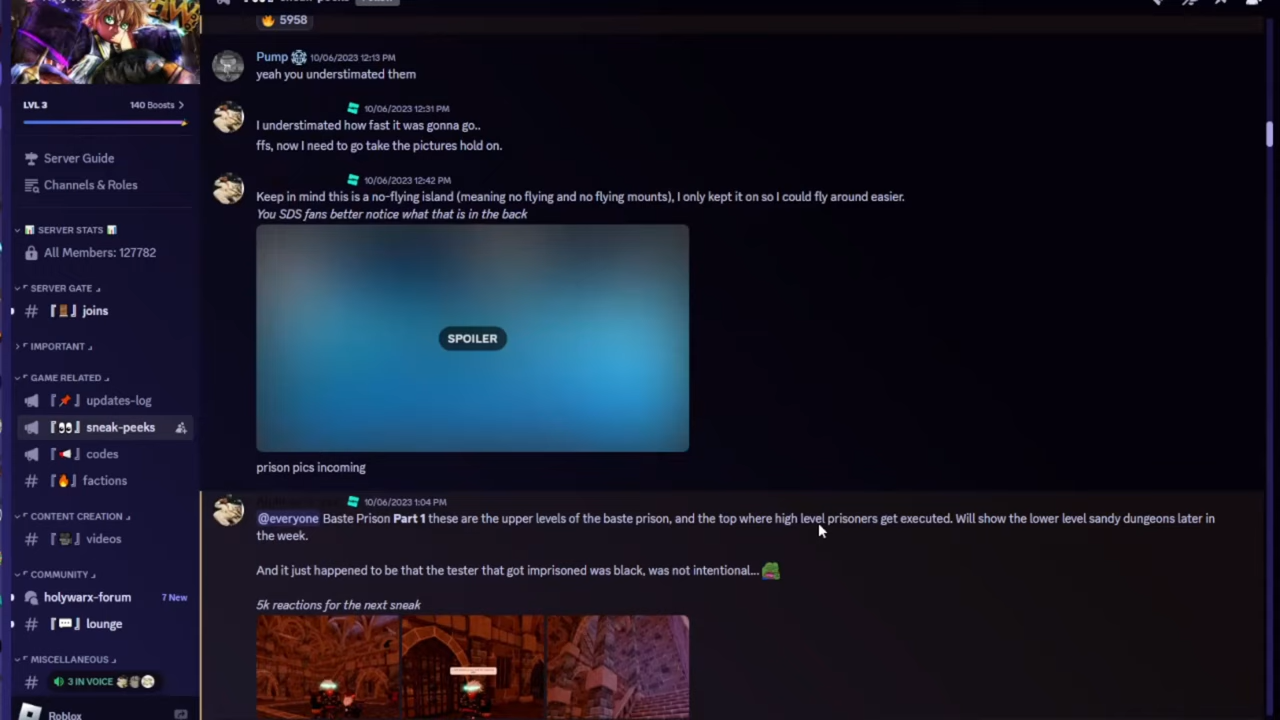 5958
LVL 3
140 Boosts
Server Guide
Channels & Roles
SERVER STATS
All Members: 127782
SERVER GATE
joins
IMPORTANT
GAME RELATED
updates-log
sneak-peeks
codes
factions
CONTENT CREATION
videos
COMMUNITY
holywarx-forum
7 New
lounge
MISCELLANEOUS
3 IN VOICE
Roblox
Pump 10/06/2023 12:13 PM
yeah you understimated them
10/06/2023 12:31 PM
I understimated how fast it was gonna go..
ffs, now I need to go take the pictures hold on.
10/06/2023 12:42 PM
Keep in mind this is a no-flying island (meaning no flying and no flying mounts), I only kept it on so I could fly around easier.
You SDS fans better notice what that is in the back
SPOILER
prison pics incoming
10/06/2023 1:04 PM
@everyone Baste Prison Part 1 these are the upper levels of the baste prison, and the top where high level prisoners get executed. Will show the lower level sandy dungeons later in
the week.
And it just happened to be that the tester that got imprisoned was black, was not intentional...
5k reactions for the next sneak